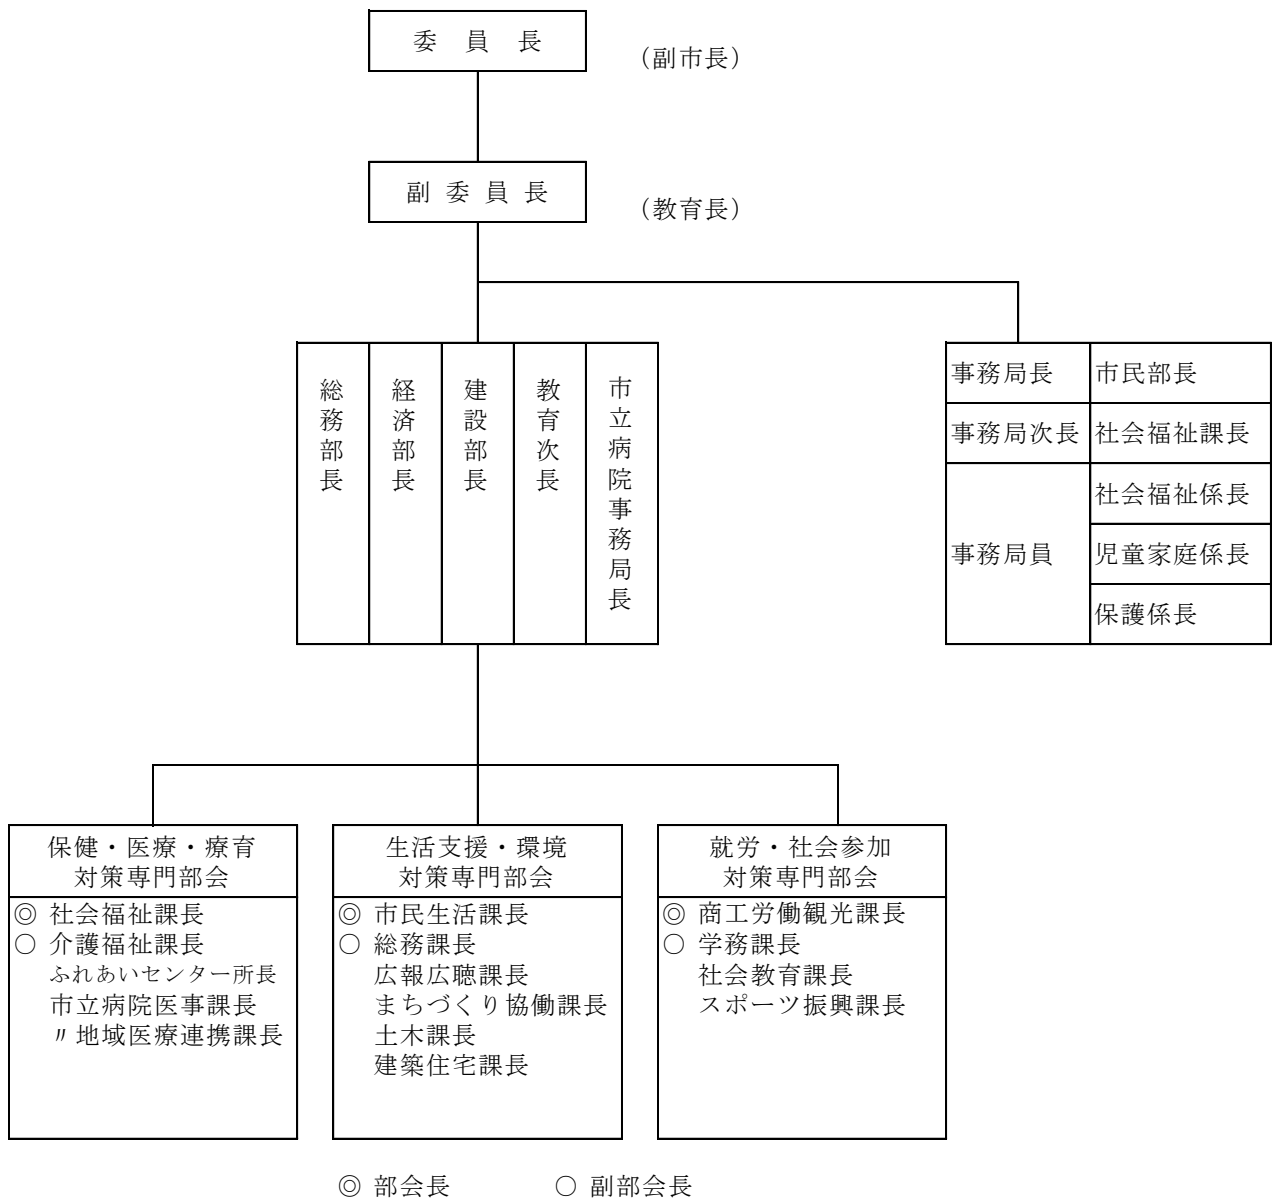 委員長
（副市長）
副委員長
（教育長）
総務部長
経済部長
建設部長
教育次長
市立病院事務局長
事務局長 市民部長
事務局次長 社会福祉課長
事務局員
社会福祉係長
児童家庭係長
保護係長
保健・医療・療育
対策専門部会
◎ 社会福祉課長
○ 介護福祉課長
ふれあいセンター所長
市立病院医事課長
〃地域医療連携課長
生活支援・環境
対策専門部会
◎ 市民生活課長
○ 総務課長
広報広聴課長
まちづくり協働課長
土木課長
建築住宅課長
就労・社会参加
対策専門部会
◎ 商工労働観光課長
○ 学務課長
社会教育課長
スポーツ振興課長
◎ 部会長 ○ 副部会長